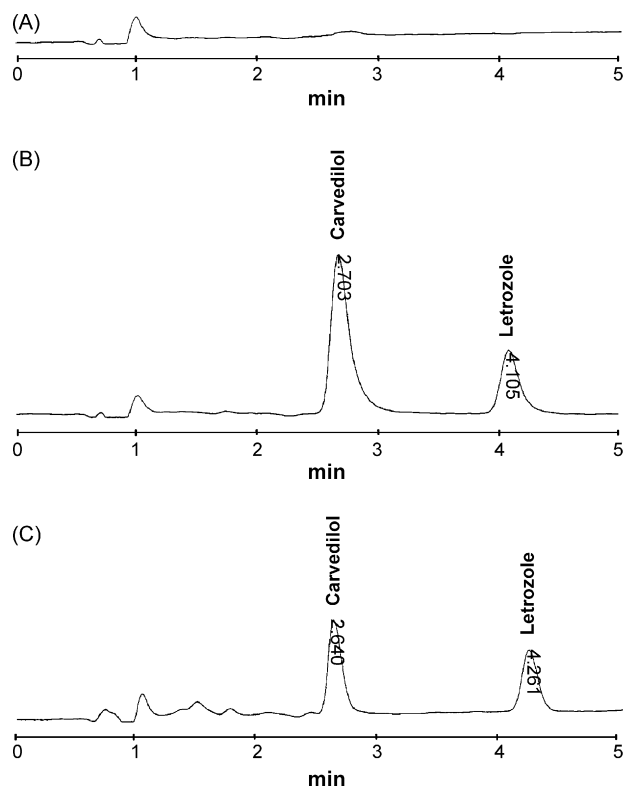 (A)
0 1 2 3 4 5
min
(B)
Carvedilol
2.703
Letrozole
4.105
0 1 2 3 4 5
min
(C)
Carvedilol
2.640
Letrozole
4.261
0 1 2 3 4 5
min